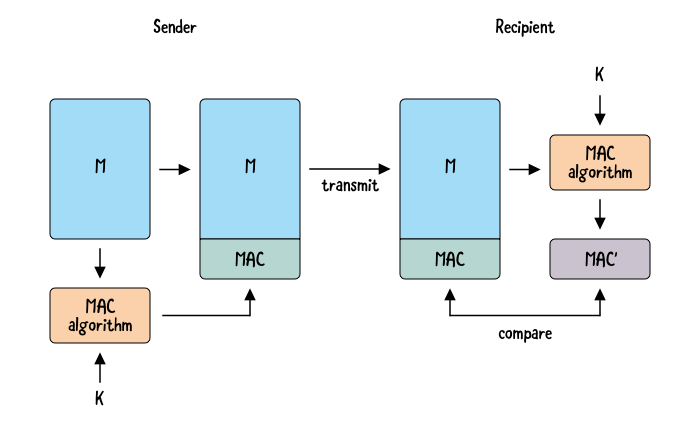 Sender
Recipient
K
M
M
transmit
M
MAC
algorithm
MAC
MAC
MAC'
MAC
algorithm
compare
K